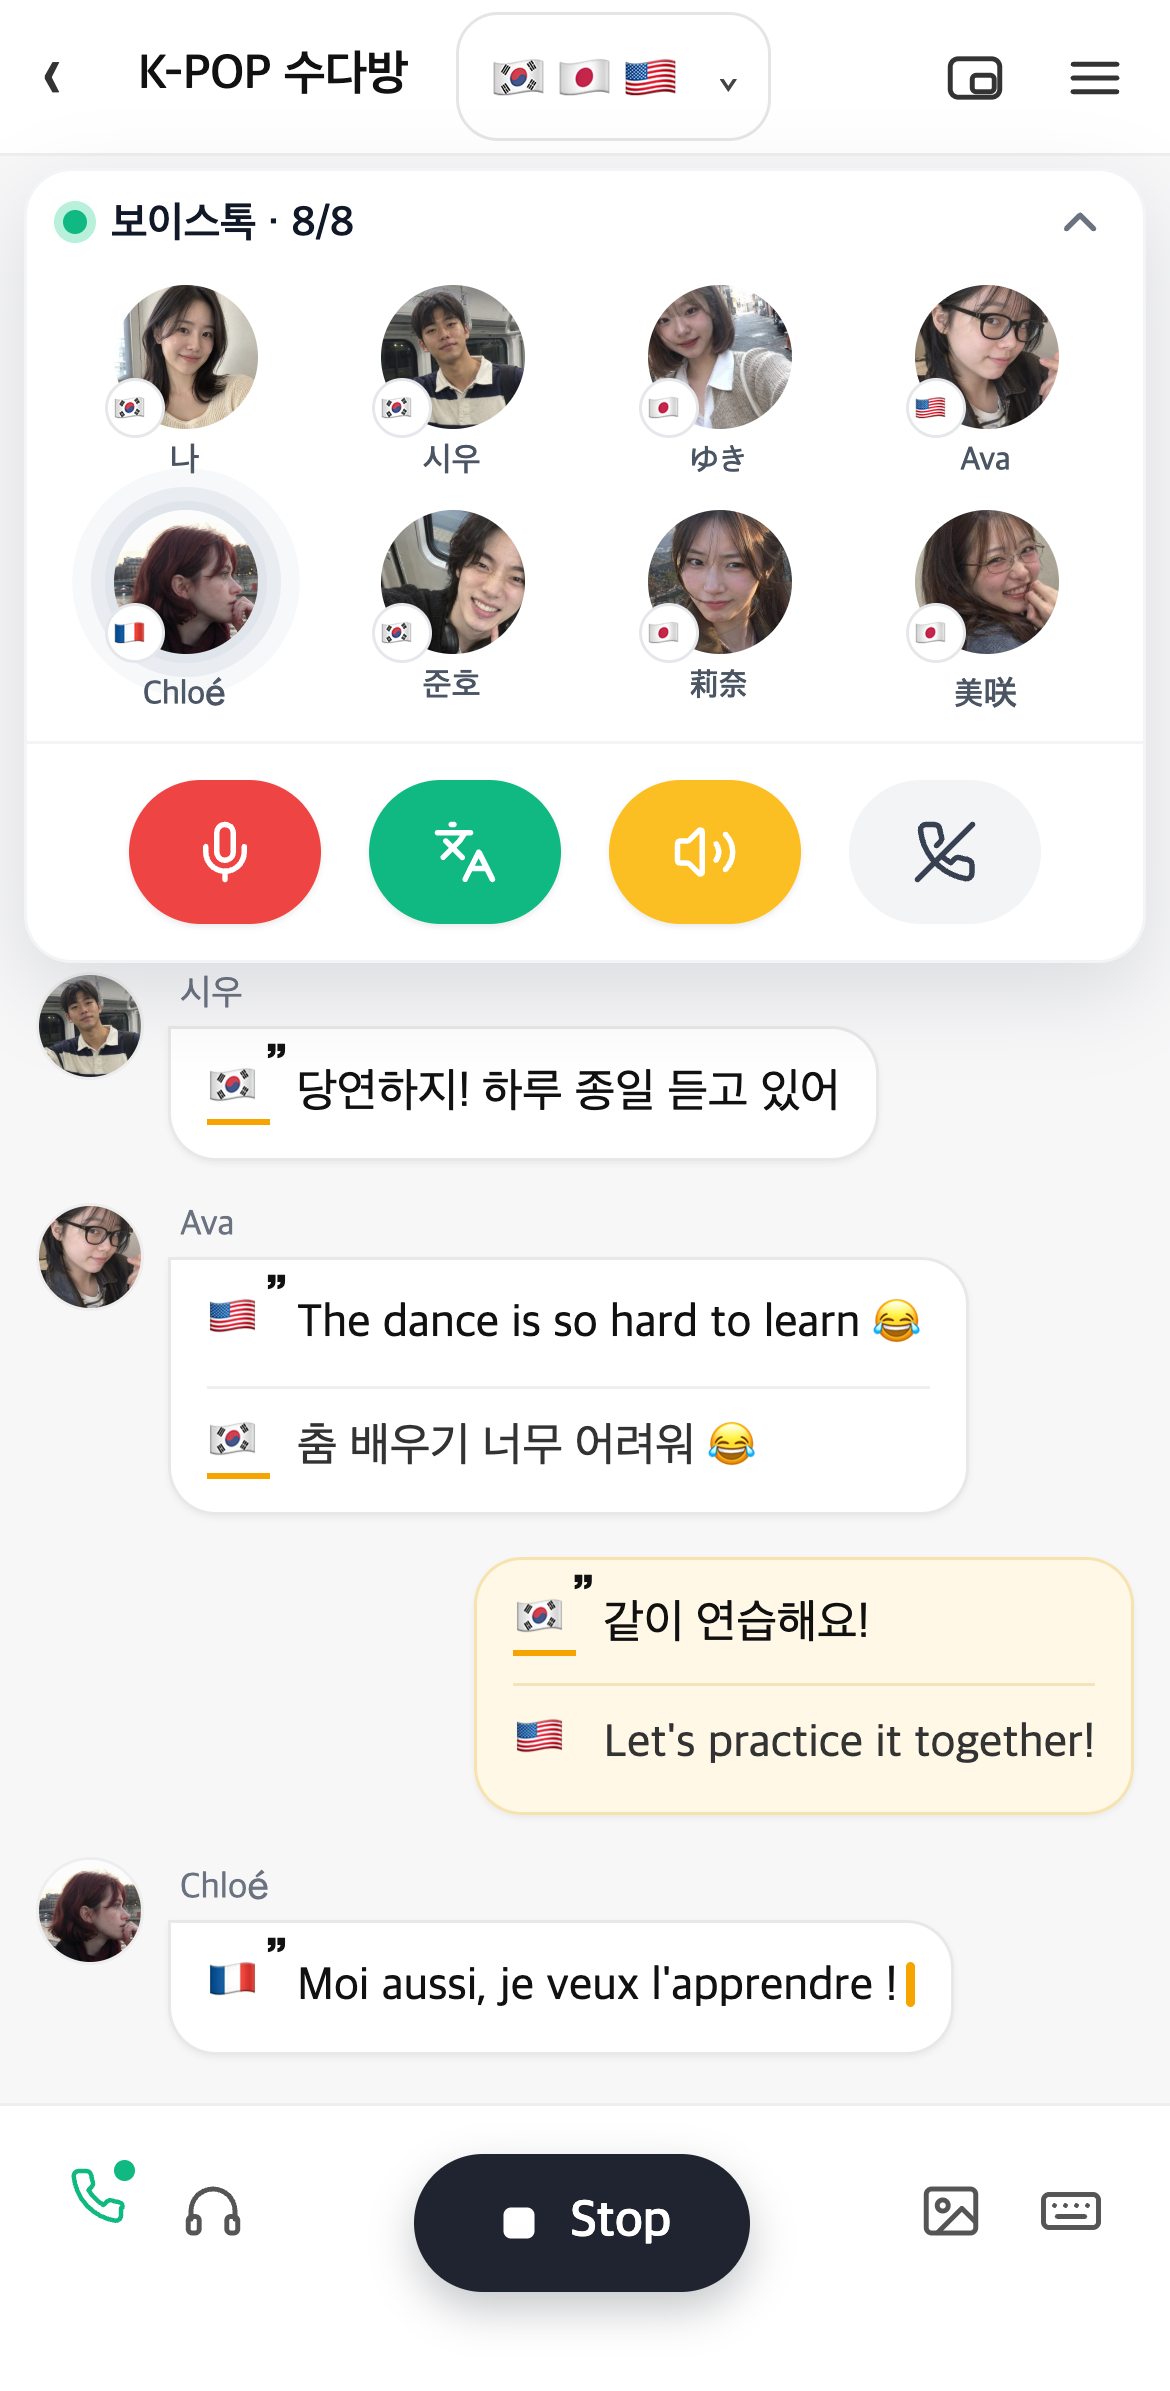 K-POP 수다방
보이스톡 · 8/8
나
시우
ゆき
Ava
Chloé
준호
莉奈
美咲
시우
당연하지! 하루 종일 듣고 있어
Ava
The dance is so hard to learn 😂
춤 배우기 너무 어려워 😂
같이 연습해요!
Let's practice it together!
Chloé
Moi aussi, je veux l'apprendre !
Stop